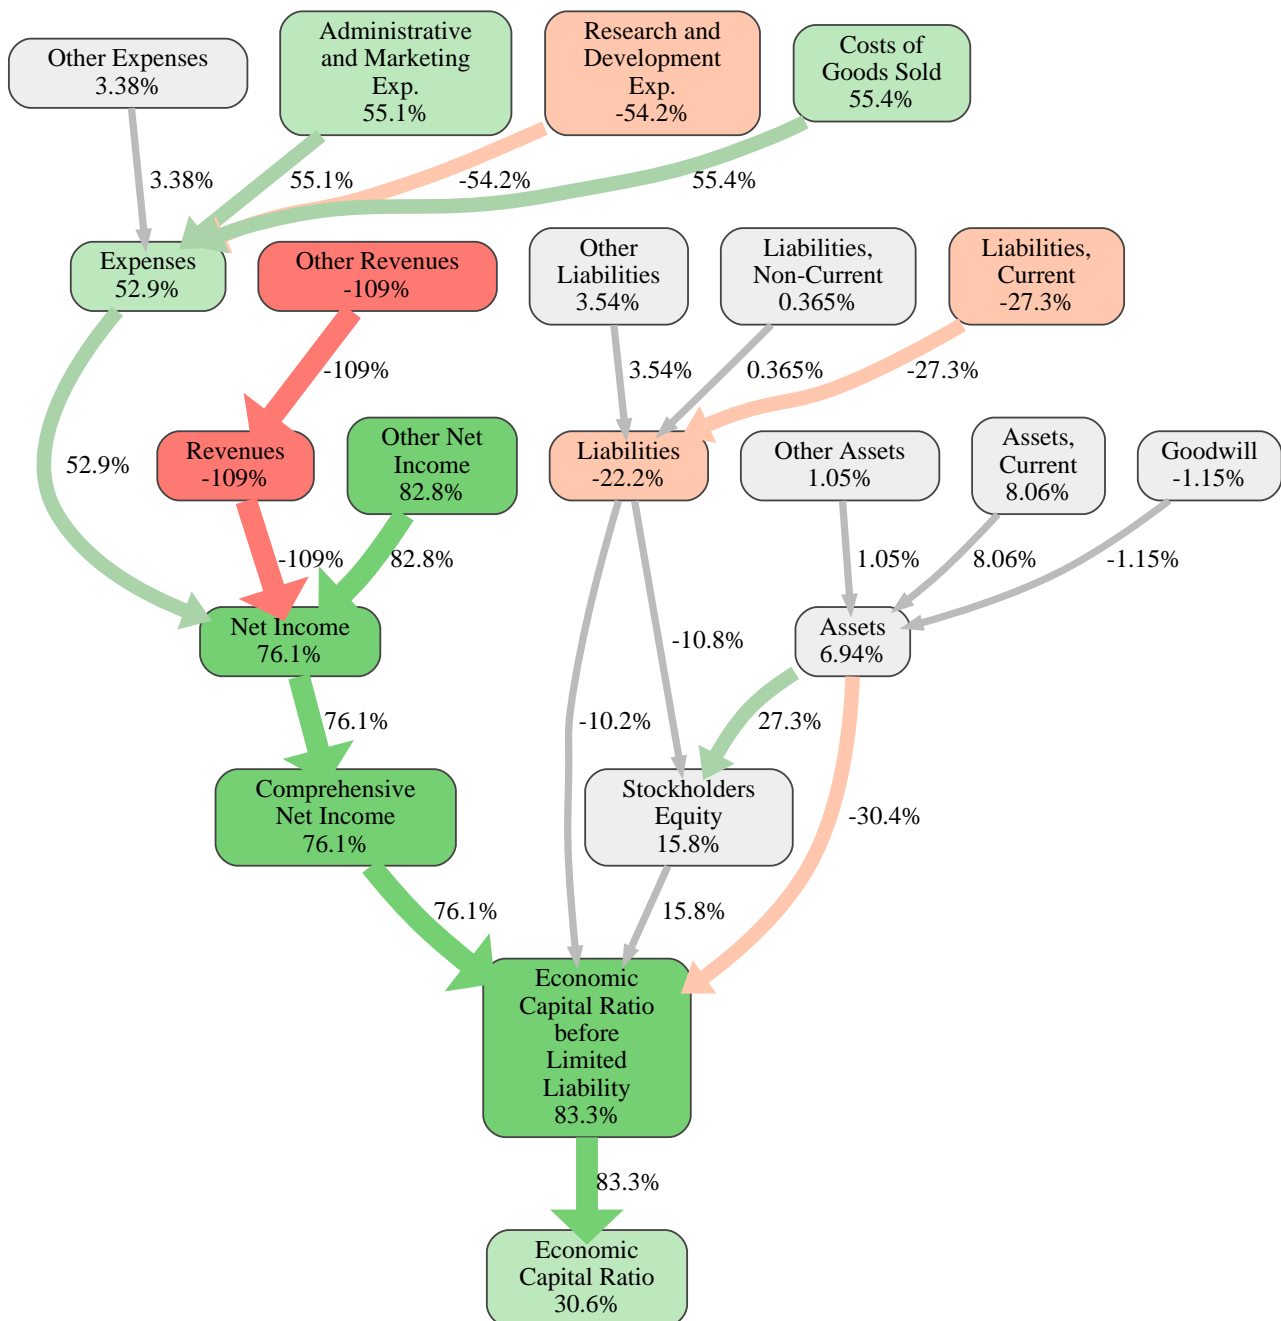 Other Expenses
3.38%
Administrative
and Marketing
Exp.
55.1%
Research and
Development
Exp.
-54.2%
Costs of
Goods Sold
55.4%
3.38%
55.1%
-54.2%
55.4%
Expenses
52.9%
Other Revenues
-109%
Other
Liabilities
3.54%
Liabilities,
Non-Current
0.365%
Liabilities,
Current
-27.3%
-109%
3.54%
0.365%
-27.3%
52.9%
Revenues
-109%
Other Net
Income
82.8%
Liabilities
-22.2%
Other Assets
1.05%
Assets,
Current
8.06%
Goodwill
-1.15%
-109%
82.8%
1.05%
8.06%
-1.15%
Net Income
76.1%
-10.8%
Assets
6.94%
76.1%
-10.2%
27.3%
Comprehensive
Net Income
76.1%
Stockholders
Equity
15.8%
-30.4%
76.1%
15.8%
Economic
Capital Ratio
before
Limited
Liability
83.3%
83.3%
Economic
Capital Ratio
30.6%